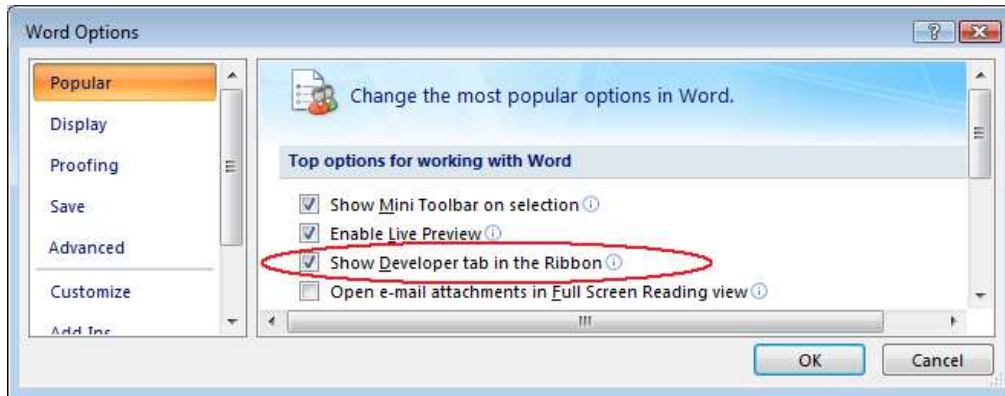 Word Options
Popular
Display
Proofing
Save
Advanced
Customize
Add Ins
Change the most popular options in Word.
Top options for working with Word
Show Mini Toolbar on selection
Enable Live Preview
Show Developer tab in the Ribbon
Open e-mail attachments in Full Screen Reading view
OK
Cancel